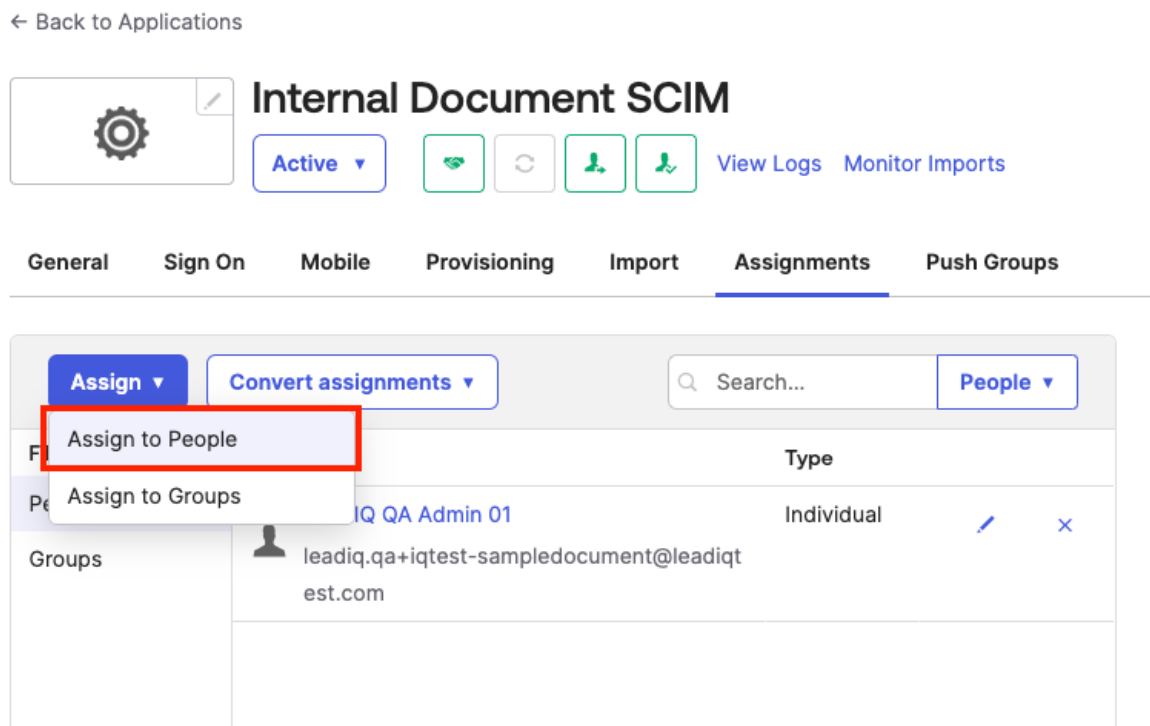 ← Back to Applications
Internal Document SCIM
Active ▼
View Logs Monitor Imports
General Sign On Mobile Provisioning Import Assignments Push Groups
Assign ▼ Convert assignments ▼ Search... People ▼
Assign to People
Type
Assign to Groups
IQ QA Admin 01 Individual
Groups
leadiq.qa+iqtest-sampledocument@leadiqt
est.com